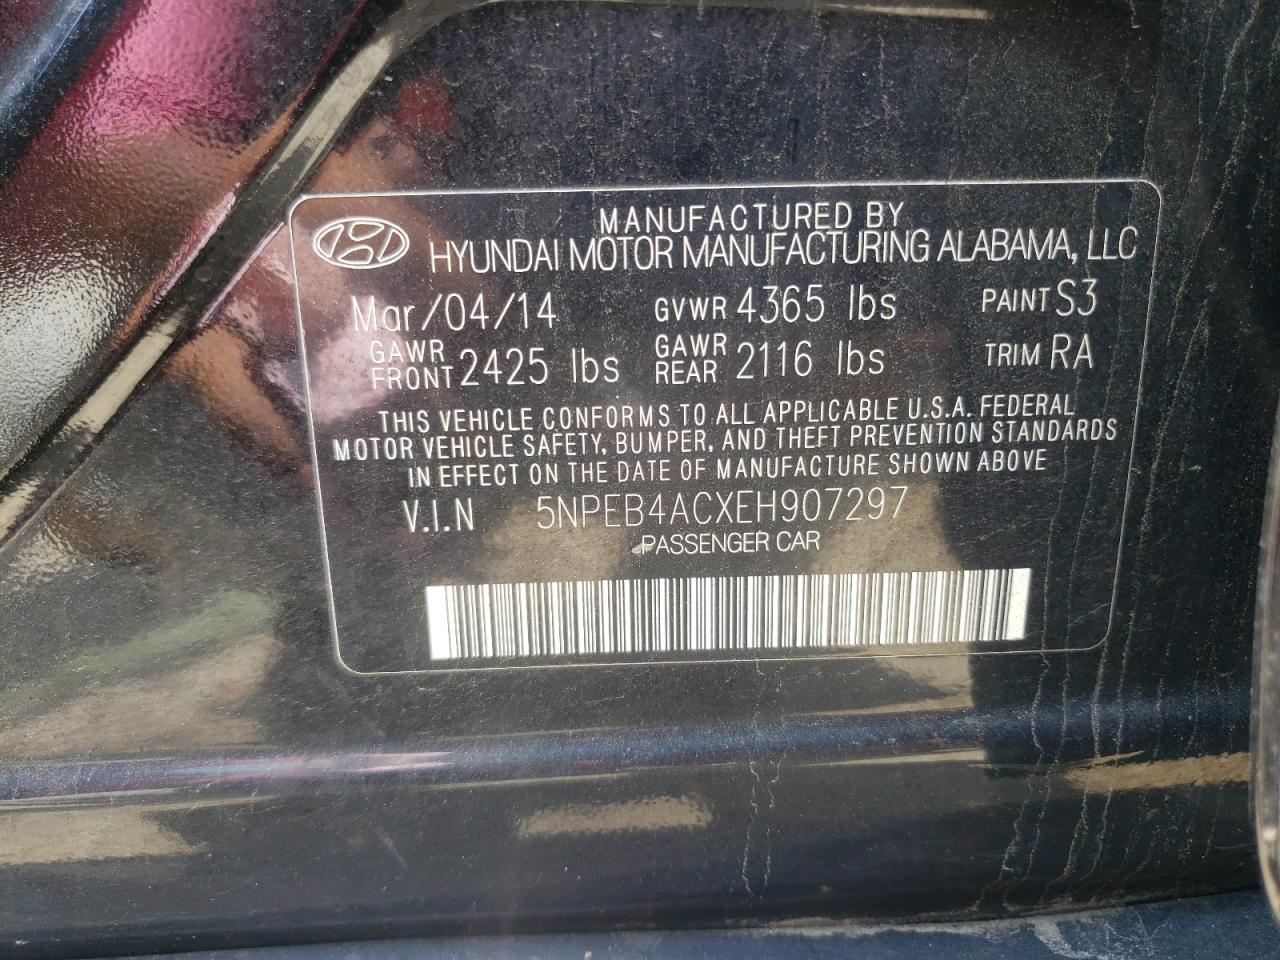 MANUFACTURED BY
HYUNDAI MOTOR MANUFACTURING ALABAMA, LLC
Mar/04/14 GVWR 4365 lbs PAINT S3
GAWR FRONT 2425 lbs GAWR REAR 2116 lbs TRIM RA
THIS VEHICLE CONFORMS TO ALL APPLICABLE U.S.A. FEDERAL
MOTOR VEHICLE SAFETY, BUMPER, AND THEFT PREVENTION STANDARDS
IN EFFECT ON THE DATE OF MANUFACTURE SHOWN ABOVE
V.I.N 5NPEB4ACXEH907297
PASSENGER CAR